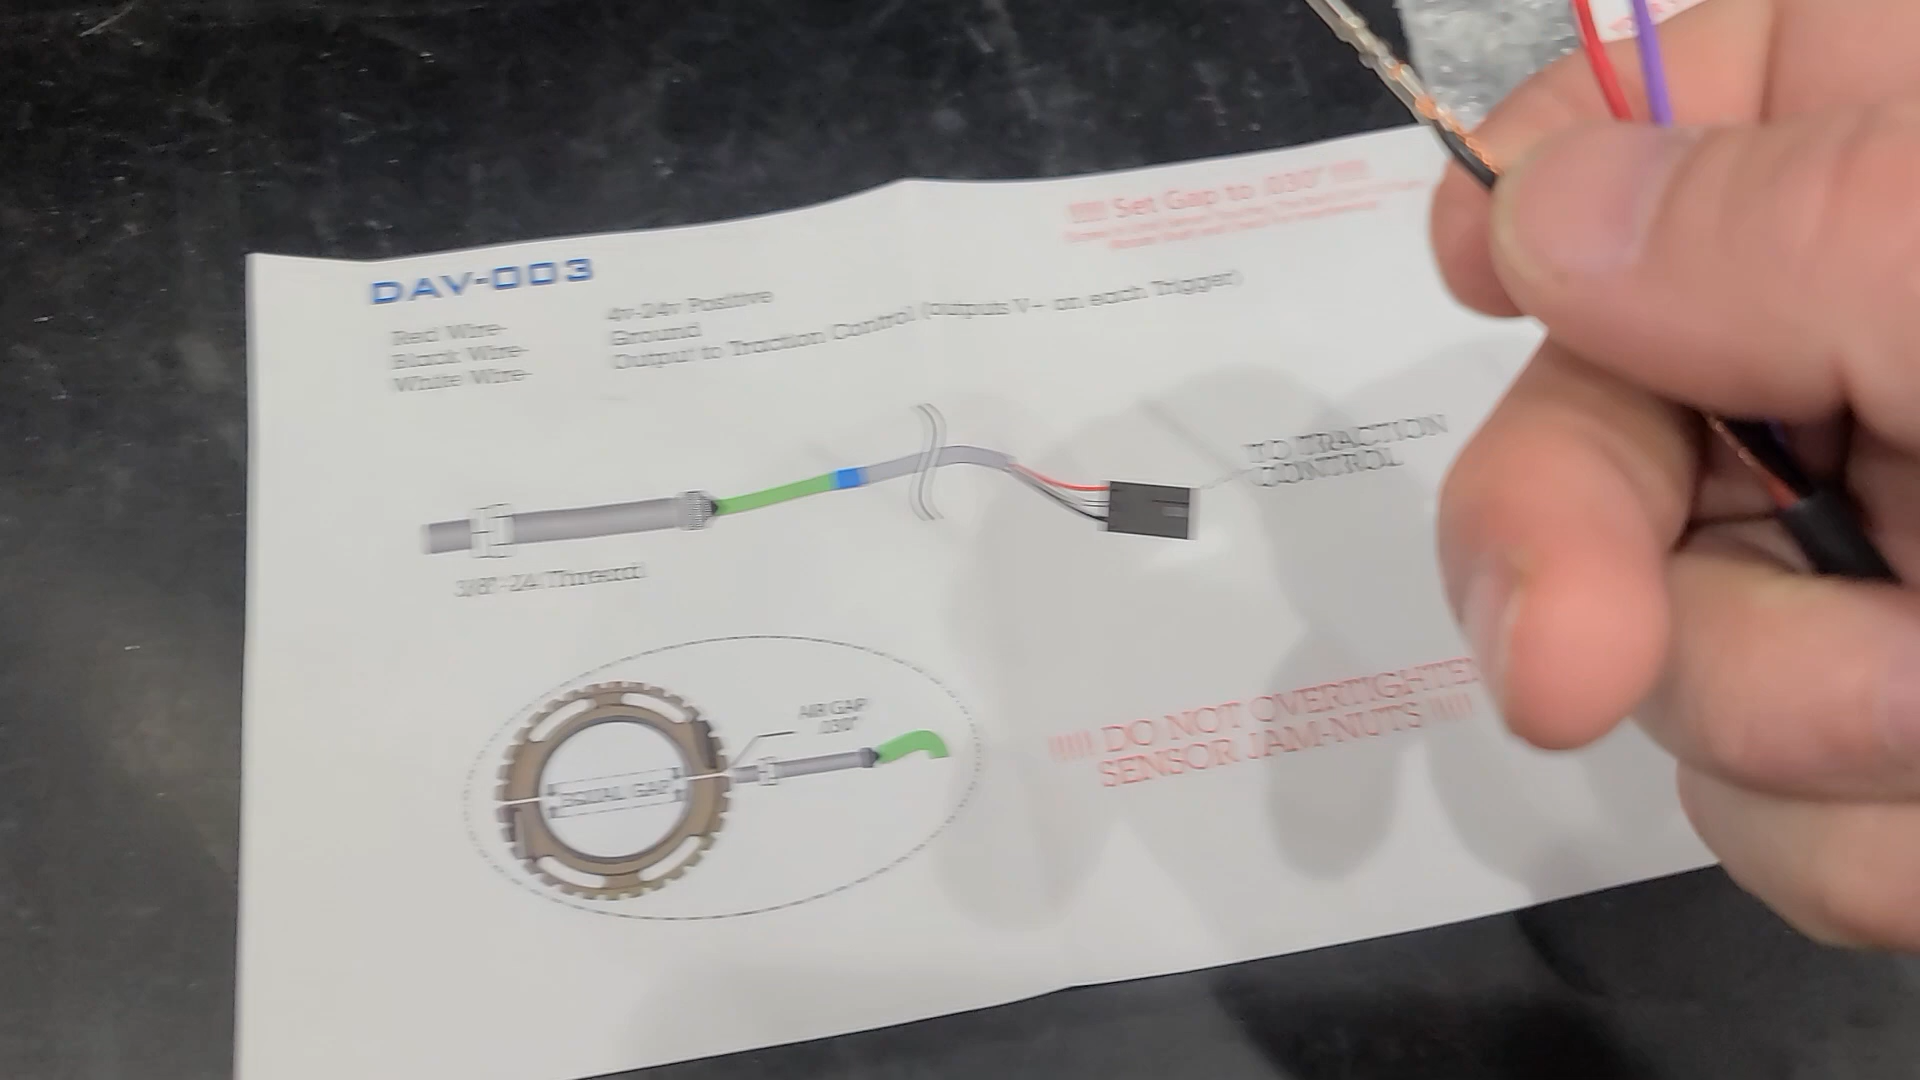 !!!!! Set Gap to .030" !!!!!
DAV-003
Red Wire- 4v-24v Positive
Black Wire- Ground
White Wire- Output to Traction Control (outputs V+ on each Trigger)
TO TRACTION
CONTROL
3/8"-24 Thread
AIR GAP
.030"
EQUAL GAP
!!!!! DO NOT OVERTIGHTEN
SENSOR JAM-NUTS !!!!!